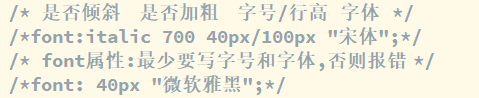 /* 是否倾斜 是否加粗 字号/行高 字体 */
/*font:italic 700 40px/100px "宋体";*/
/* font属性:最少要写字号和字体,否则报错 */
/*font: 40px "微软雅黑";*/